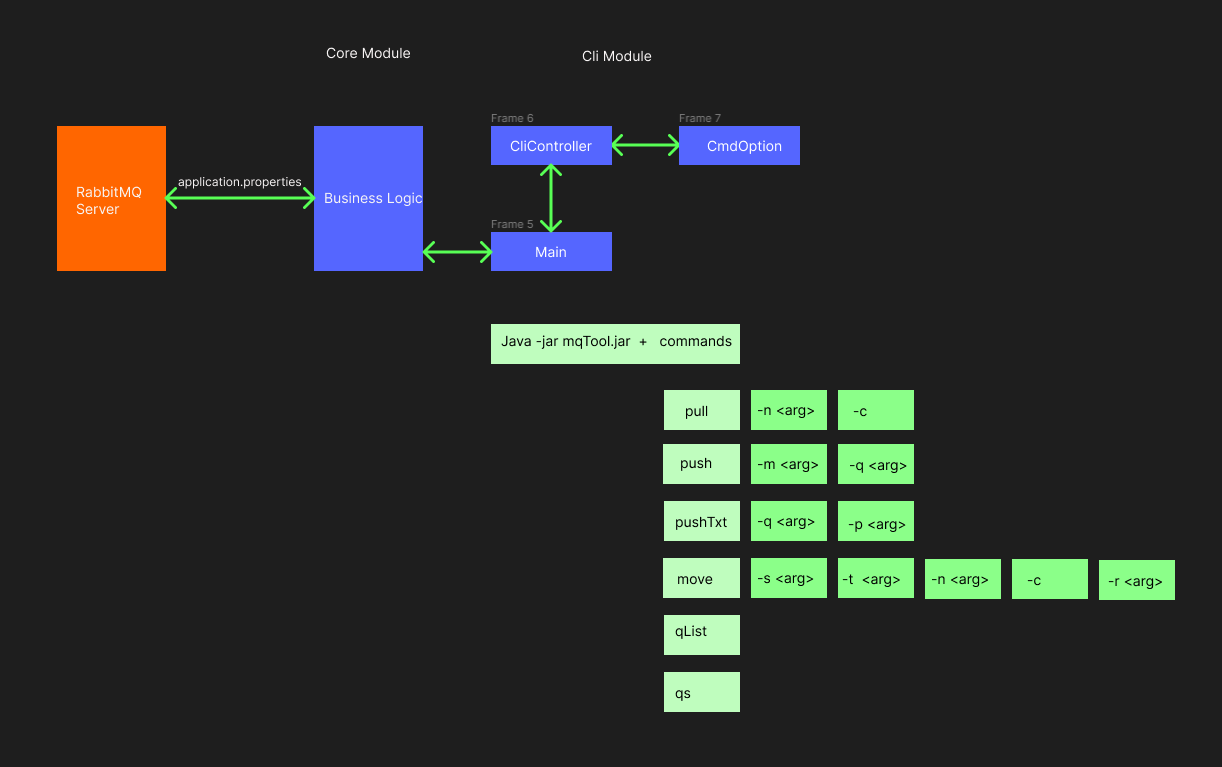 Core Module
Cli Module
Frame 6
Frame 7
CliController
CmdOption
application.properties
RabbitMQ
Server
Business Logic
Frame 5
Main
Java -jar mqTool.jar + commands
pull -n <arg> -c
push -m <arg> -q <arg>
pushTxt -q <arg> -p <arg>
move -s <arg> -t <arg> -n <arg> -c -r <arg>
qList
qs